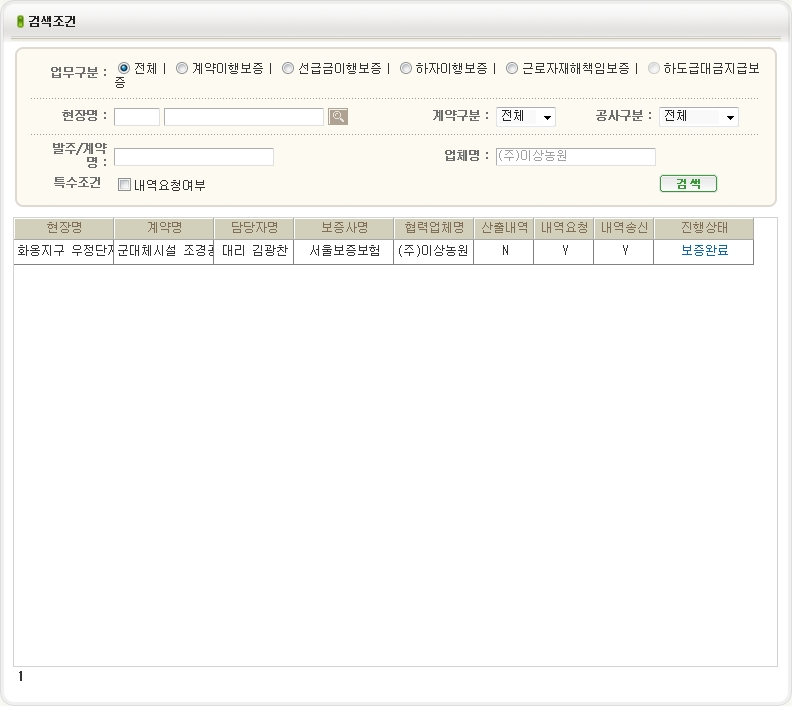 검색조건
업무구분 : 전체 | 계약이행보증 | 선급금이행보증 | 하자이행보증 | 근로자재해책임보증 | 하도급대금지급보
증
현장명 : 계약구분 : 전체 공사구분 : 전체
발주/계약
명 : 업체명 : (주)이상농원
특수조건 내역요청여부 검색
현장명 계약명 담당자명 보증사명 협력업체명 산출내역 내역요청 내역송신 진행상태
화옹지구 우정단지 군대체시설 조경공 대리 김광찬 서울보증보험 (주)이상농원 N Y Y 보증완료
1